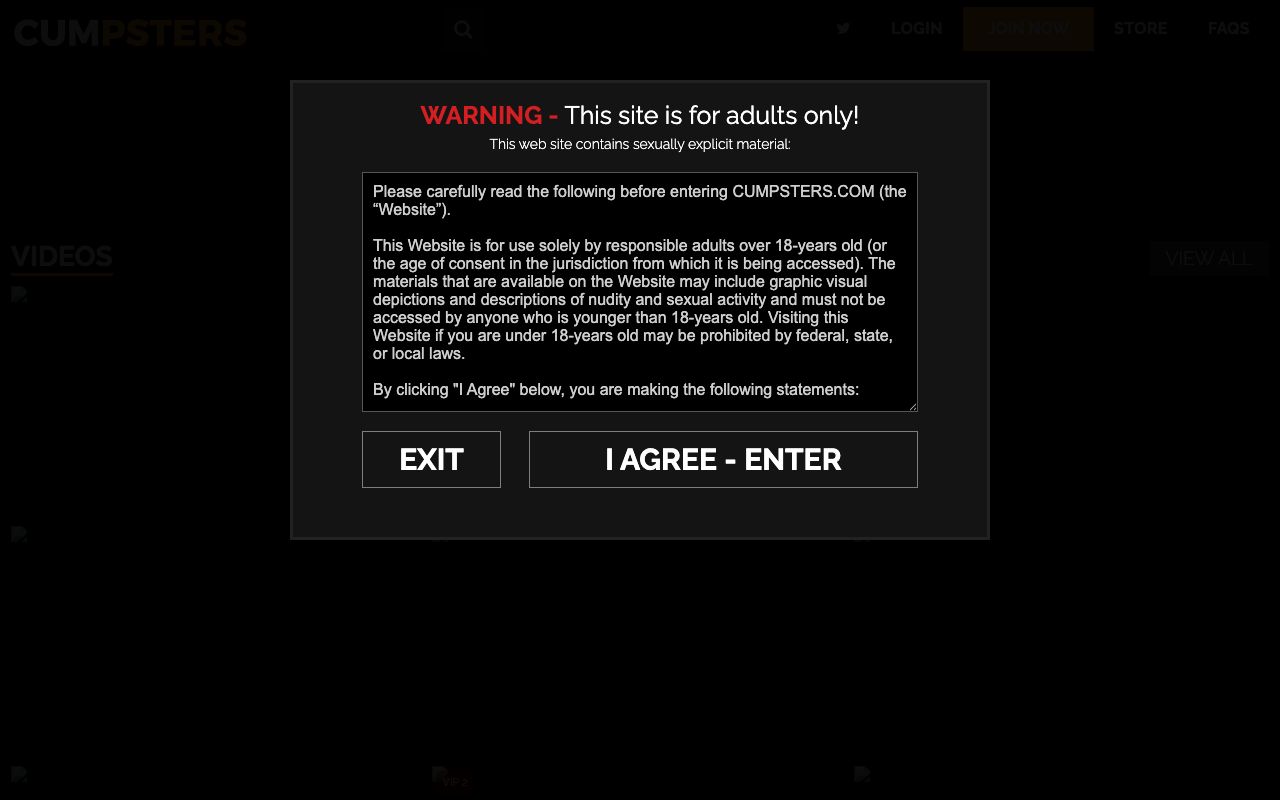 CUMPSTERS
LOGIN
JOIN NOW
STORE
FAQS
WARNING - This site is for adults only!
This web site contains sexually explicit material:
Please carefully read the following before entering CUMPSTERS.COM (the
“Website”).
This Website is for use solely by responsible adults over 18-years old (or
the age of consent in the jurisdiction from which it is being accessed). The
materials that are available on the Website may include graphic visual
depictions and descriptions of nudity and sexual activity and must not be
accessed by anyone who is younger than 18-years old. Visiting this
Website if you are under 18-years old may be prohibited by federal, state,
or local laws.
By clicking "I Agree" below, you are making the following statements:
EXIT
I AGREE - ENTER
VIDEOS
VIEW ALL